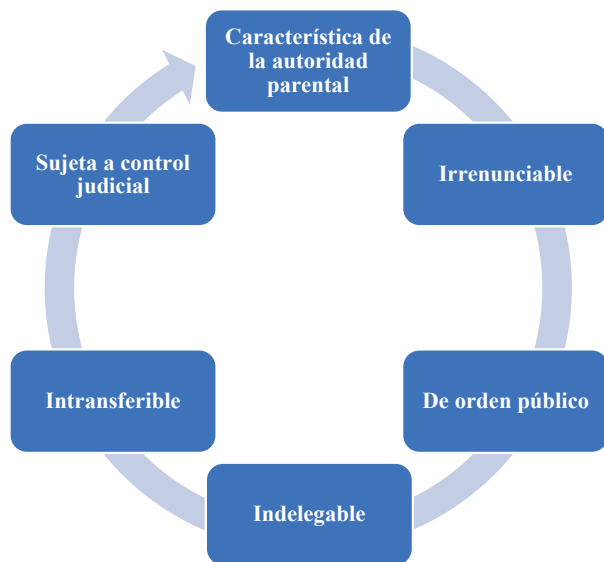 Característica de
la autoridad
parental
Irrenunciable
De orden público
Indelegable
Intransferible
Sujeta a control
judicial